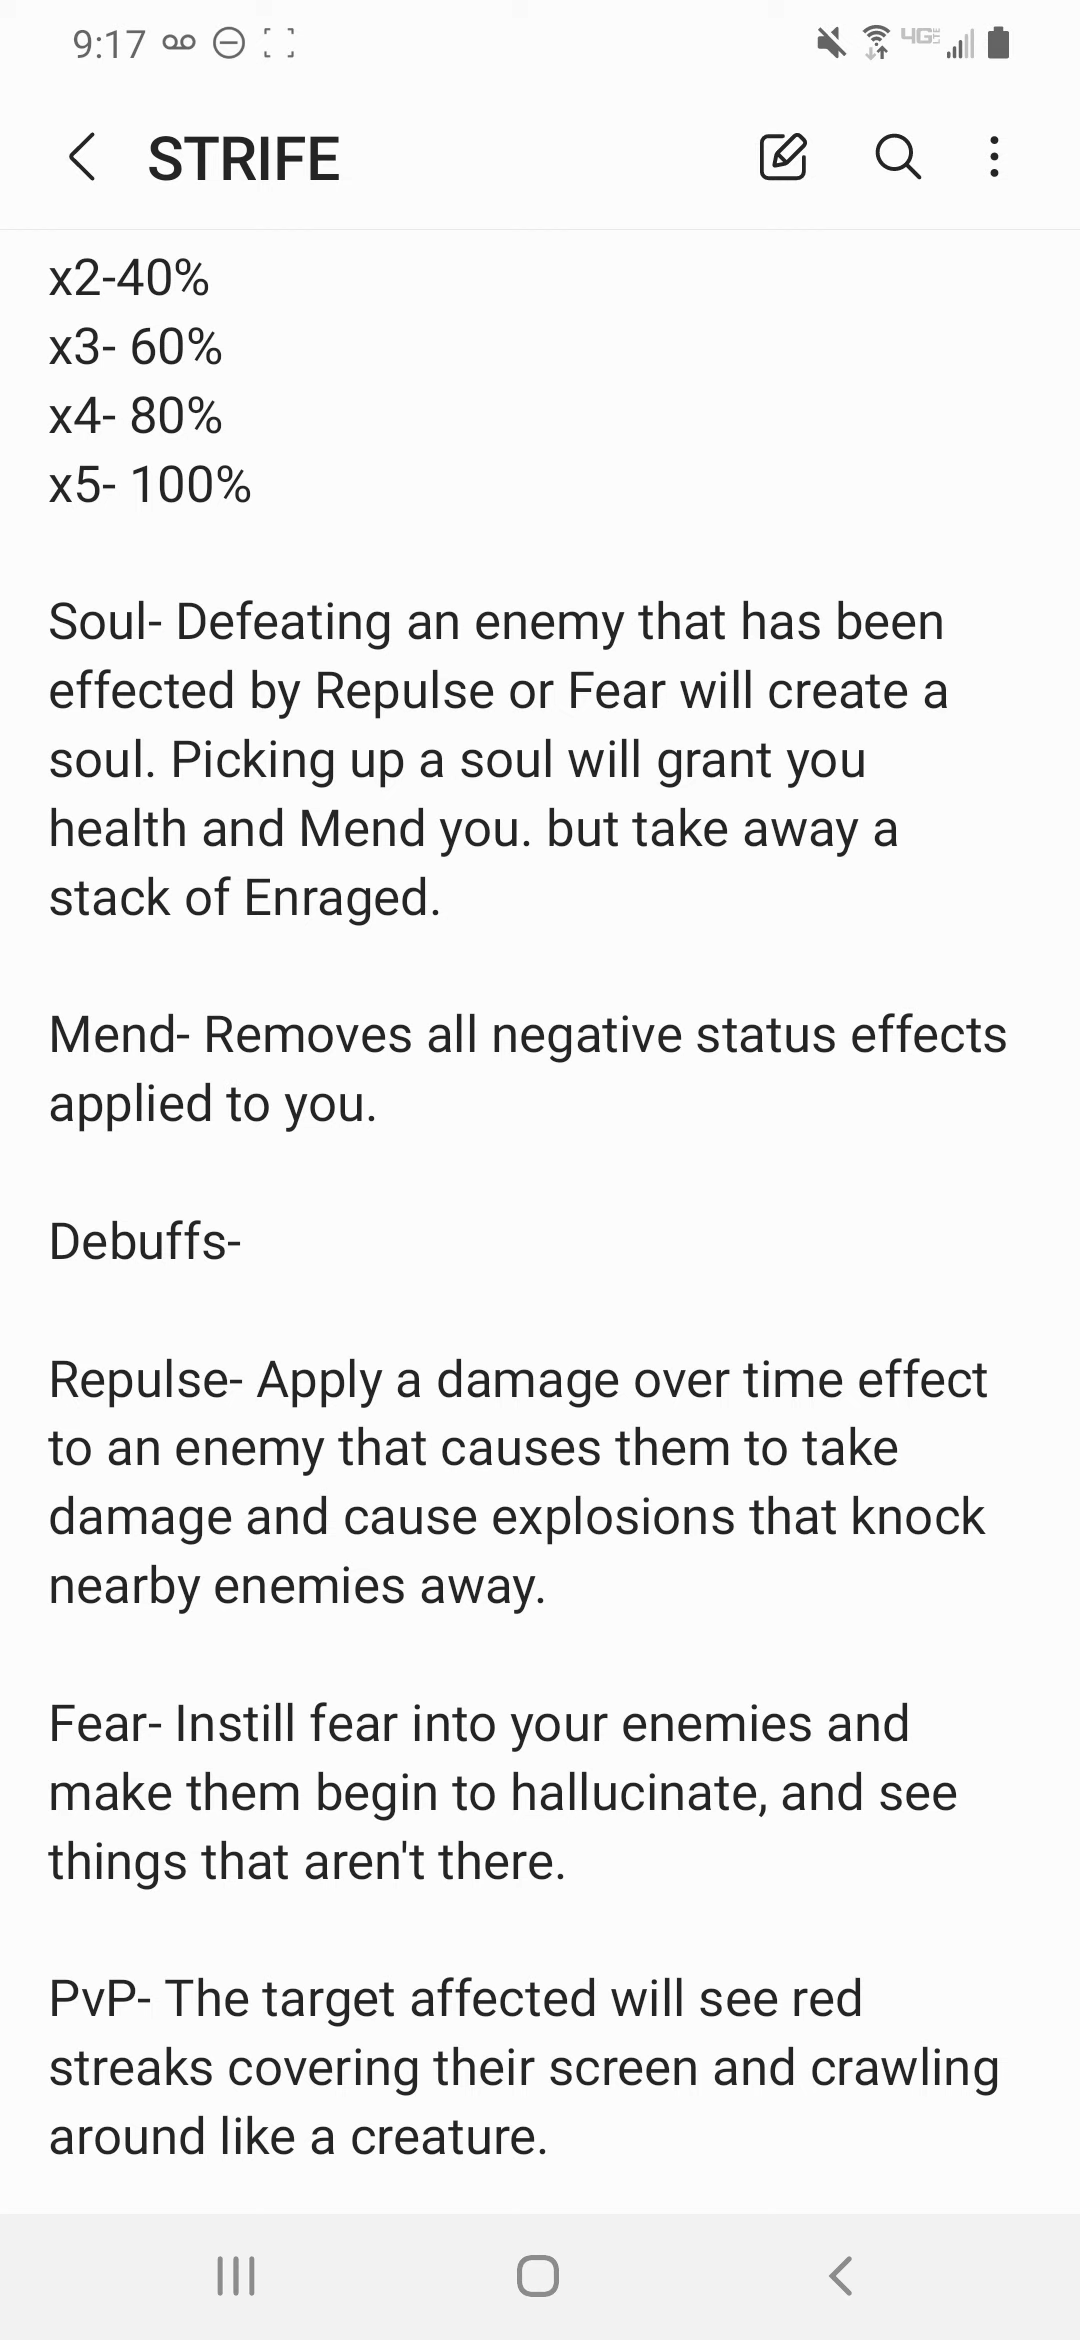 9:17
4G LTE
STRIFE
x2-40%
x3- 60%
x4- 80%
x5- 100%
Soul- Defeating an enemy that has been
effected by Repulse or Fear will create a
soul. Picking up a soul will grant you
health and Mend you. but take away a
stack of Enraged.
Mend- Removes all negative status effects
applied to you.
Debuffs-
Repulse- Apply a damage over time effect
to an enemy that causes them to take
damage and cause explosions that knock
nearby enemies away.
Fear- Instill fear into your enemies and
make them begin to hallucinate, and see
things that aren't there.
PvP- The target affected will see red
streaks covering their screen and crawling
around like a creature.